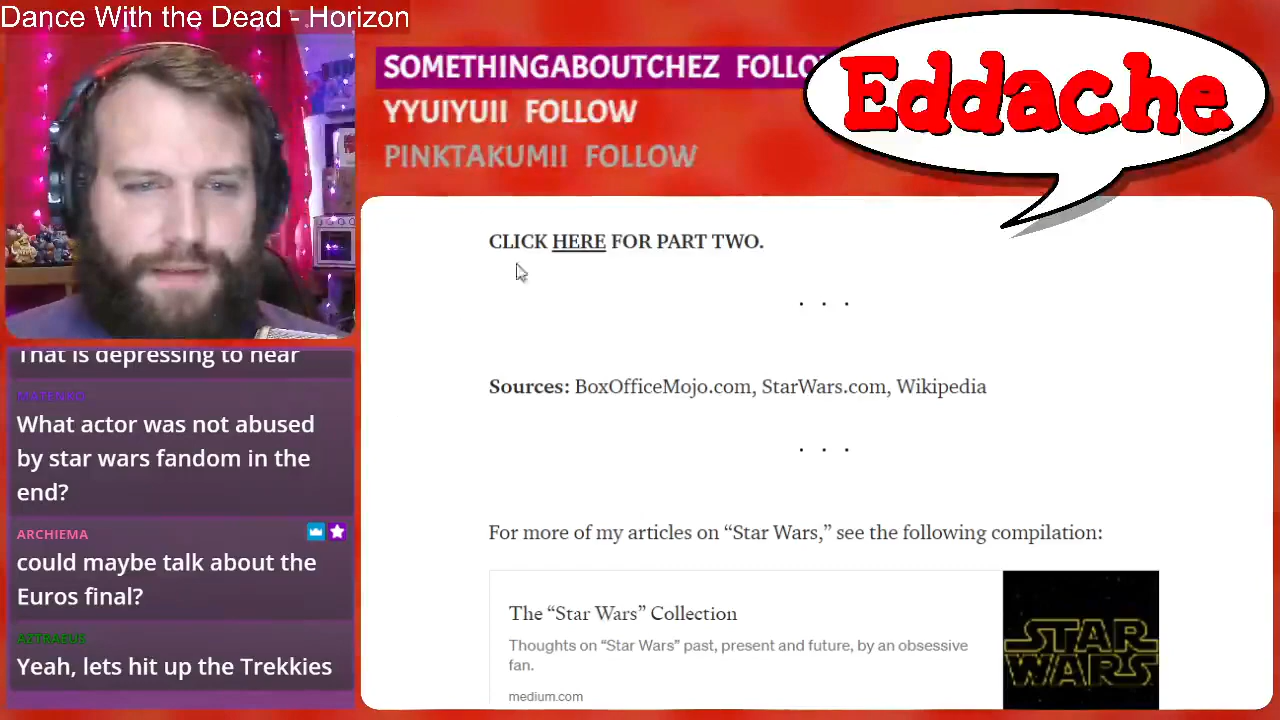 Dance With the Dead - Horizon
SOMETHINGABOUTCHEZ FOLLO
YYUIYUII FOLLOW
PINKTAKUMII FOLLOW
Eddache
CLICK HERE FOR PART TWO.
. . .
Sources: BoxOfficeMojo.com, StarWars.com, Wikipedia
. . .
For more of my articles on “Star Wars,” see the following compilation:
The “Star Wars” Collection
Thoughts on “Star Wars” past, present and future, by an obsessive
fan.
medium.com
STAR
WARS
That is depressing to hear
MATENKO
What actor was not abused
by star wars fandom in the
end?
ARCHIEMA
could maybe talk about the
Euros final?
Yeah, lets hit up the Trekkies